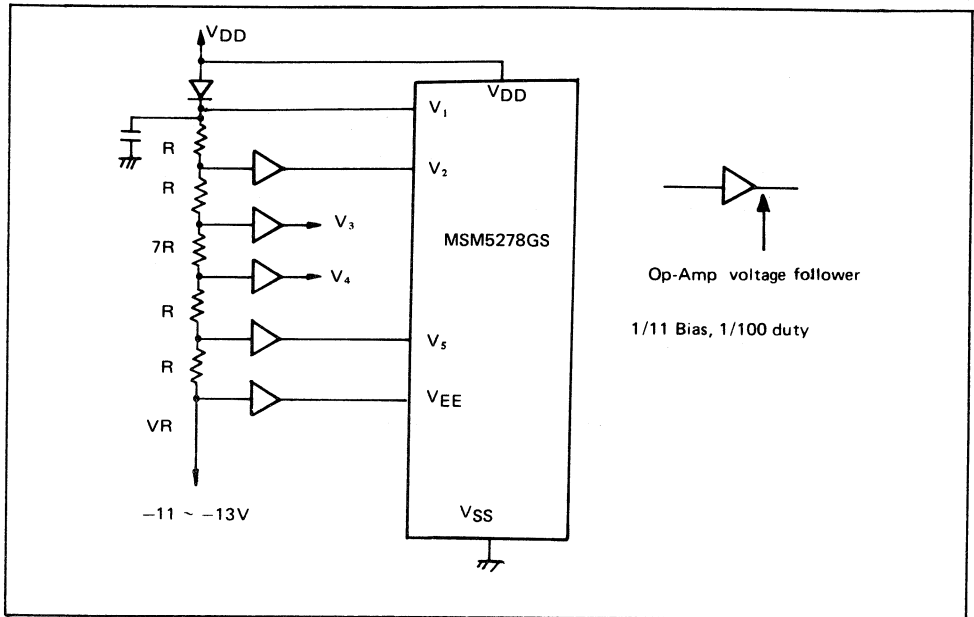 VDD
VDD
V1
R
V2
R
V3
7R
MSM5278GS
V4
R
V5
R
VEE
VR
VSS
−11 ~ −13V
Op-Amp voltage follower
1/11 Bias, 1/100 duty